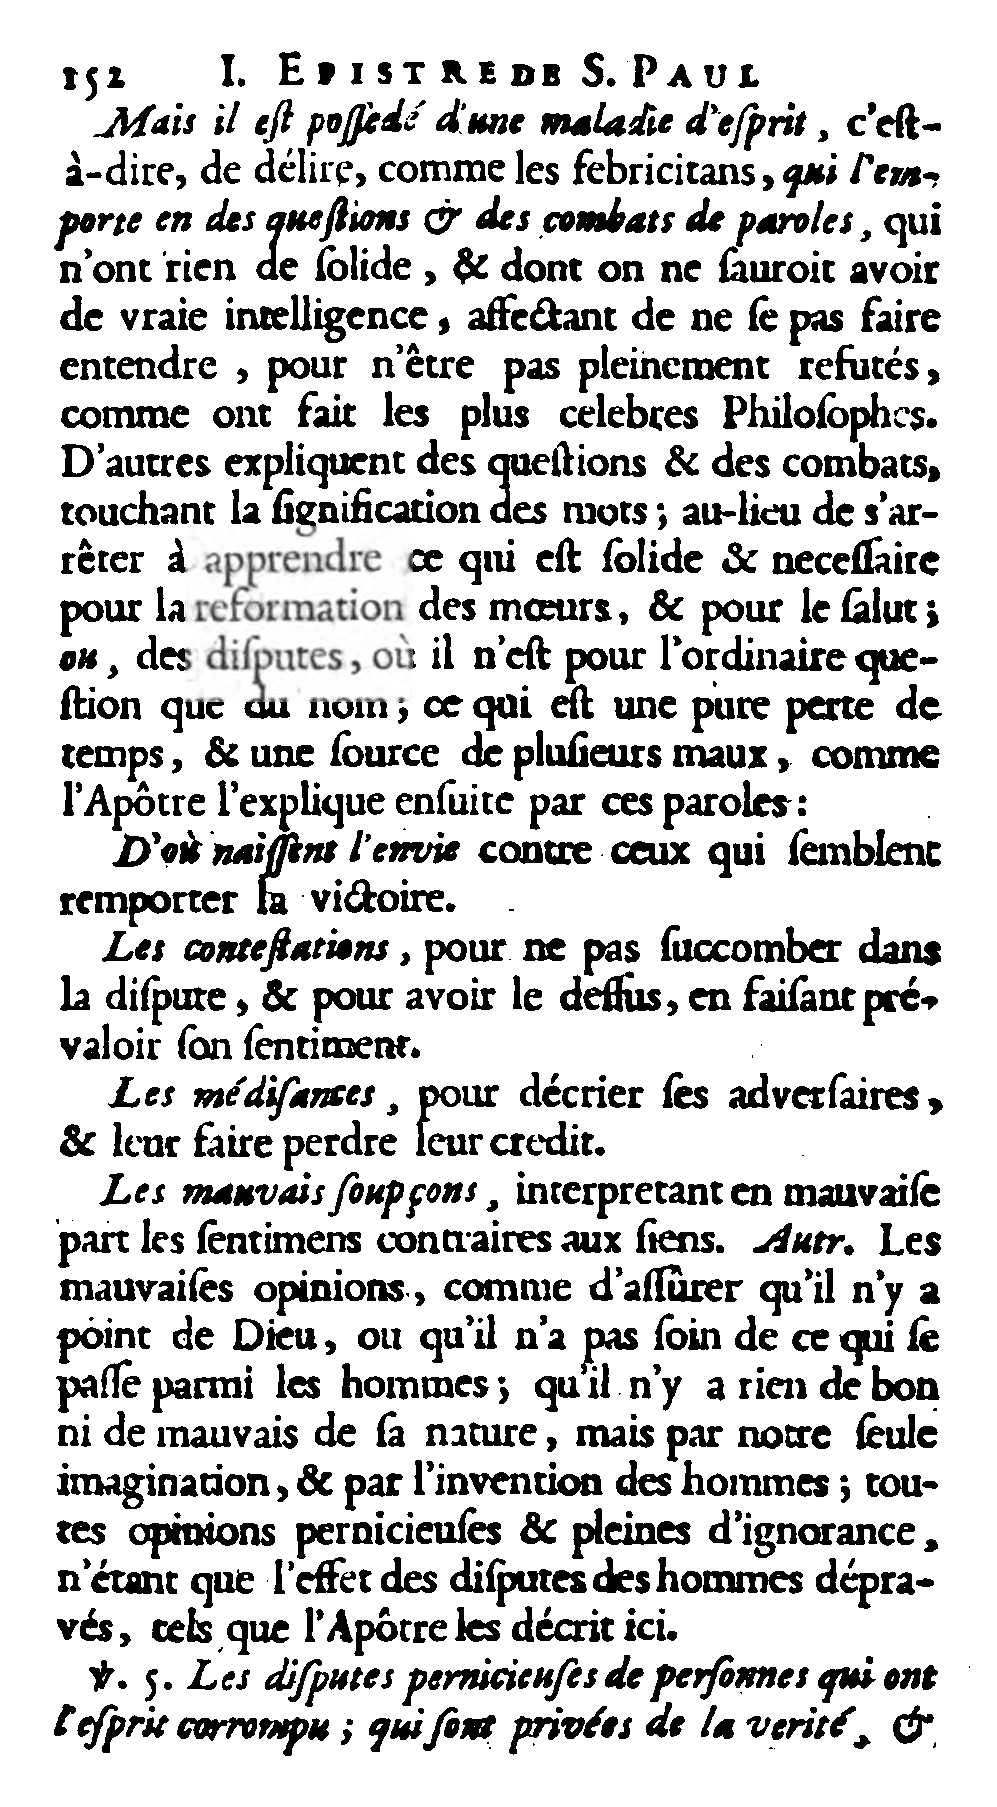 152 I. EPISTRE DE S. PAUL
Mais il eſt poſſedé d'une maladie d'eſprit, c'eſt-
à-dire, de délire, comme les febricitans, qui l'em-
porte en des queſtions & des combats de paroles, qui
n'ont rien de ſolide, & dont on ne ſauroit avoir
de vraie intelligence, affectant de ne ſe pas faire
entendre, pour n'être pas pleinement refutés,
comme ont fait les plus celebres Philoſophes.
D'autres expliquent des queſtions & des combats,
touchant la ſignification des mots; au-lieu de s'ar-
rêter à apprendre ce qui eſt ſolide & neceſſaire
pour la reformation des mœurs, & pour le ſalut;
ou, des diſputes, où il n'eſt pour l'ordinaire que-
ſtion que du nom; ce qui eſt une pure perte de
temps, & une ſource de pluſieurs maux, comme
l'Apôtre l'explique enſuite par ces paroles:
D'où naiſſent l'envie contre ceux qui ſemblent
remporter la victoire.
Les conteſtations, pour ne pas ſuccomber dans
la diſpute, & pour avoir le deſſus, en faiſant pré-
valoir ſon ſentiment.
Les médiſances, pour décrier ſes adverſaires,
& leur faire perdre leur credit.
Les mauvais ſoupçons, interpretant en mauvaiſe
part les ſentimens contraires aux ſiens. Autr. Les
mauvaiſes opinions, comme d'aſſûrer qu'il n'y a
point de Dieu, ou qu'il n'a pas ſoin de ce qui ſe
paſſe parmi les hommes; qu'il n'y a rien de bon
ni de mauvais de ſa nature, mais par notre ſeule
imagination, & par l'invention des hommes; tou-
tes opinions pernicieuſes & pleines d'ignorance,
n'étant que l'effet des diſputes des hommes dépra-
vés, tels que l'Apôtre les décrit ici.
℣. 5. Les diſputes pernicieuſes de perſonnes qui ont
l'eſprit corrompu; qui ſont privées de la verité, &